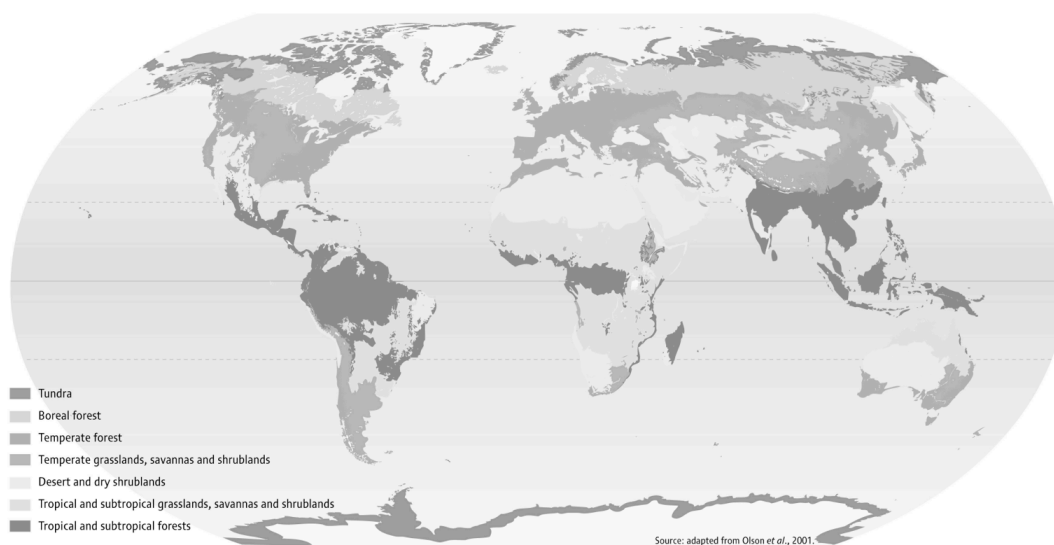 Tundra
Boreal forest
Temperate forest
Temperate grasslands, savannas and shrublands
Desert and dry shrublands
Tropical and subtropical grasslands, savannas and shrublands
Tropical and subtropical forests
Source: adapted from Olson et al., 2001.